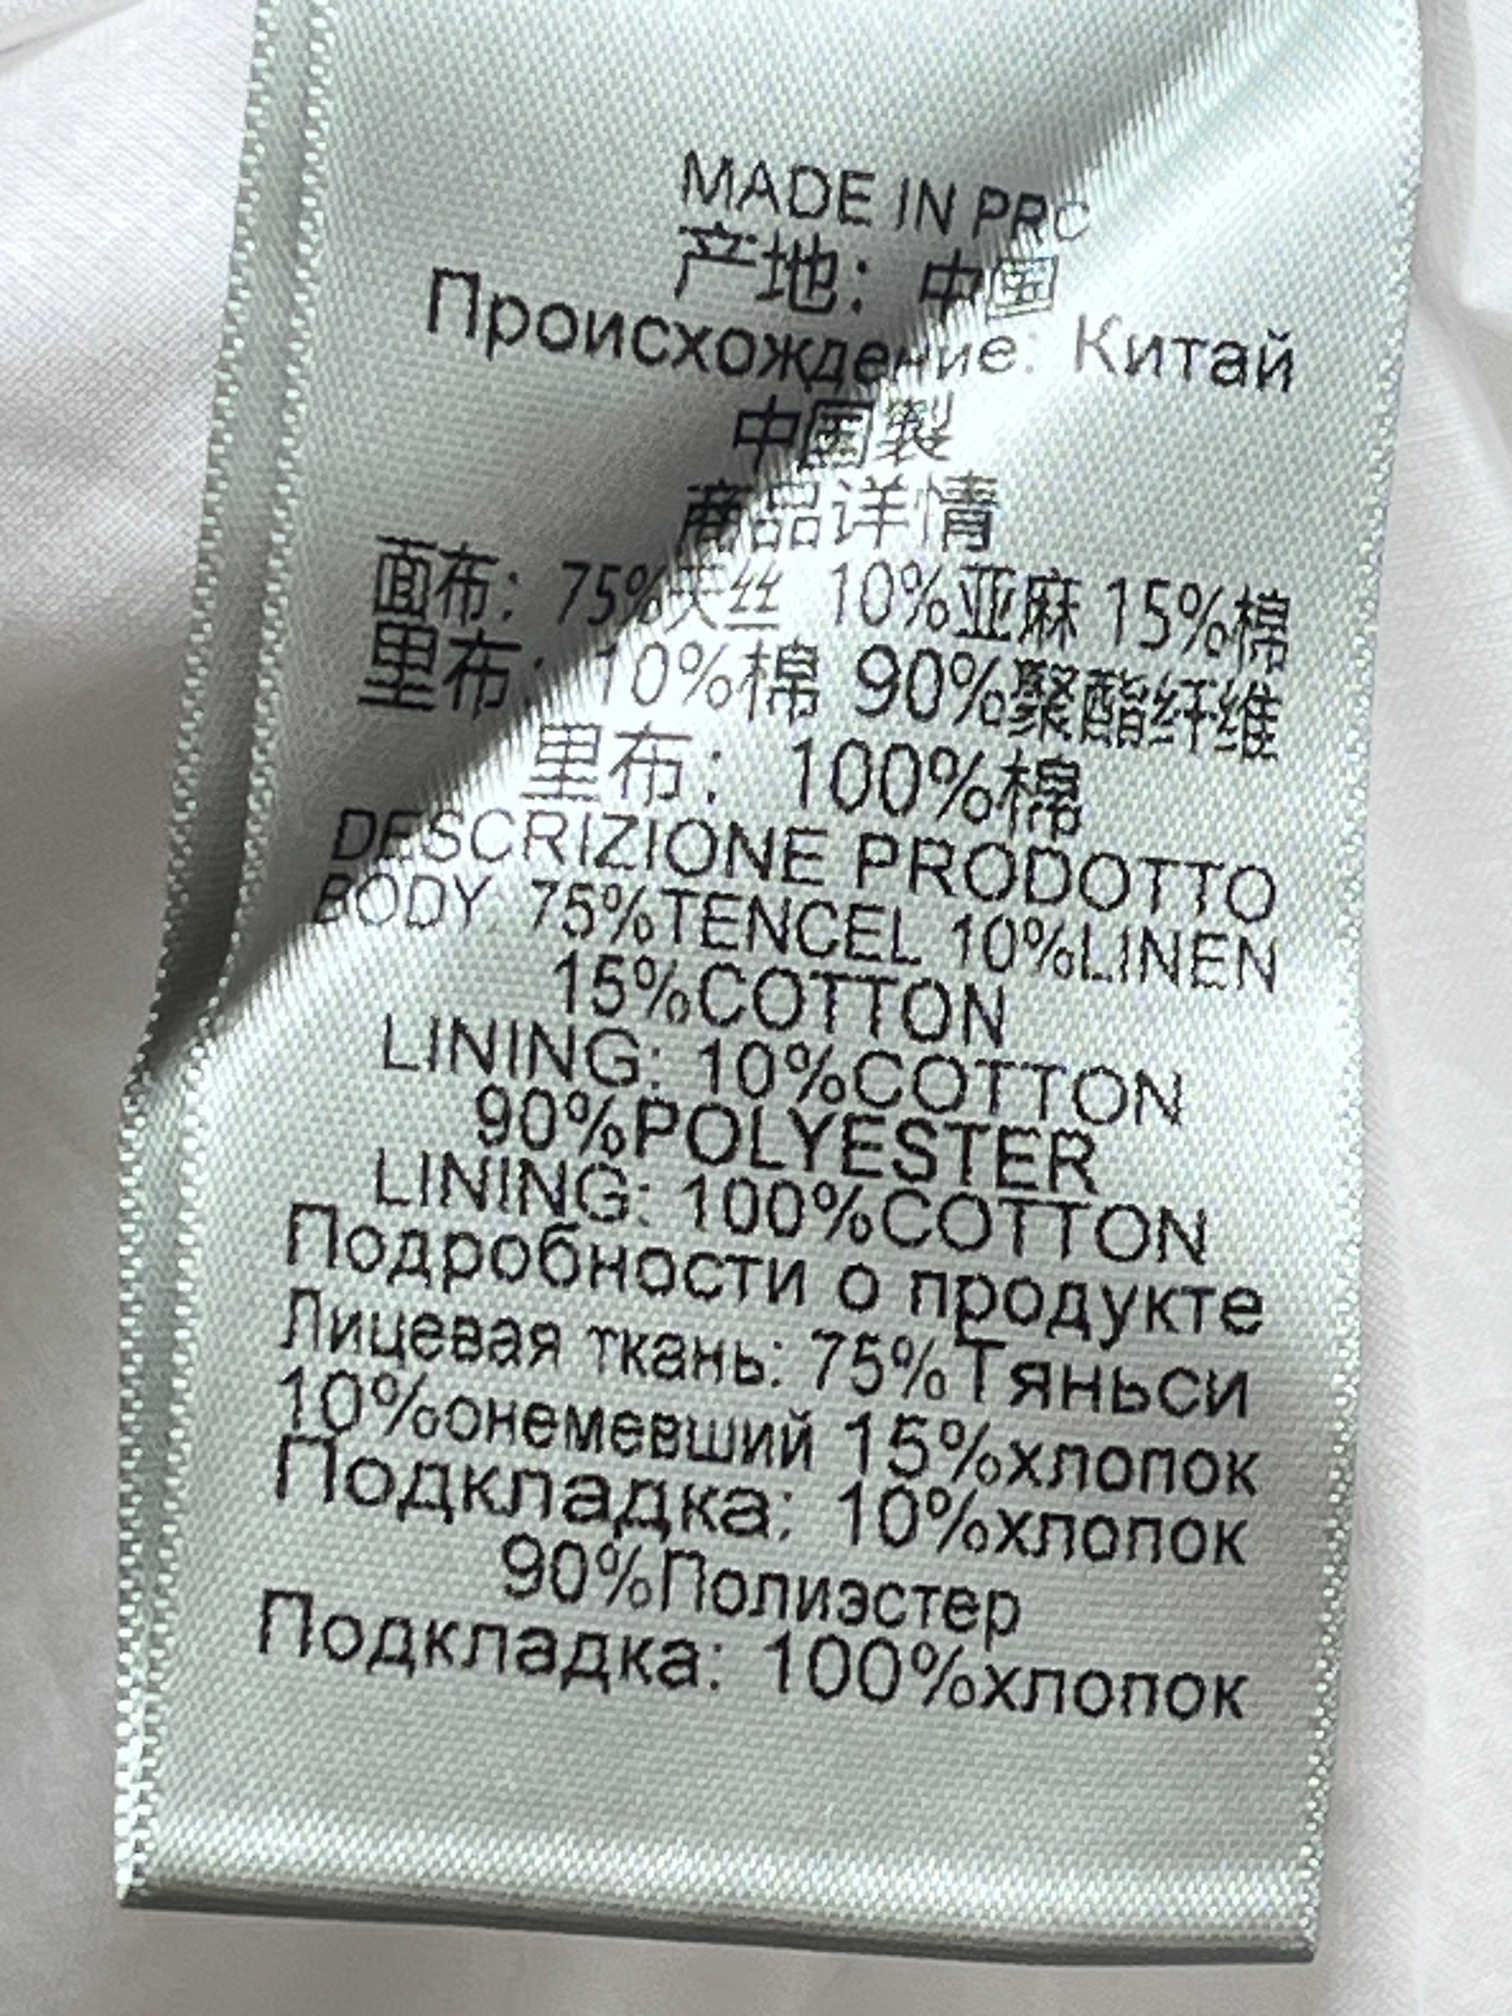 MADE IN PRC
产地：中国
Происхождение: Китай
中国製
商品详情
面布：75%天丝 10%亚麻 15%棉
里布：10%棉 90%聚酯纤维
里布：100%棉
DESCRIZIONE PRODOTTO
BODY: 75%TENCEL 10%LINEN
15%COTTON
LINING: 10%COTTON
90%POLYESTER
LINING: 100%COTTON
Подробности о продукте
Лицевая ткань: 75%Тяньси
10%онемевший 15%хлопок
Подкладка: 10%хлопок
90%Полиэстер
Подкладка: 100%хлопок